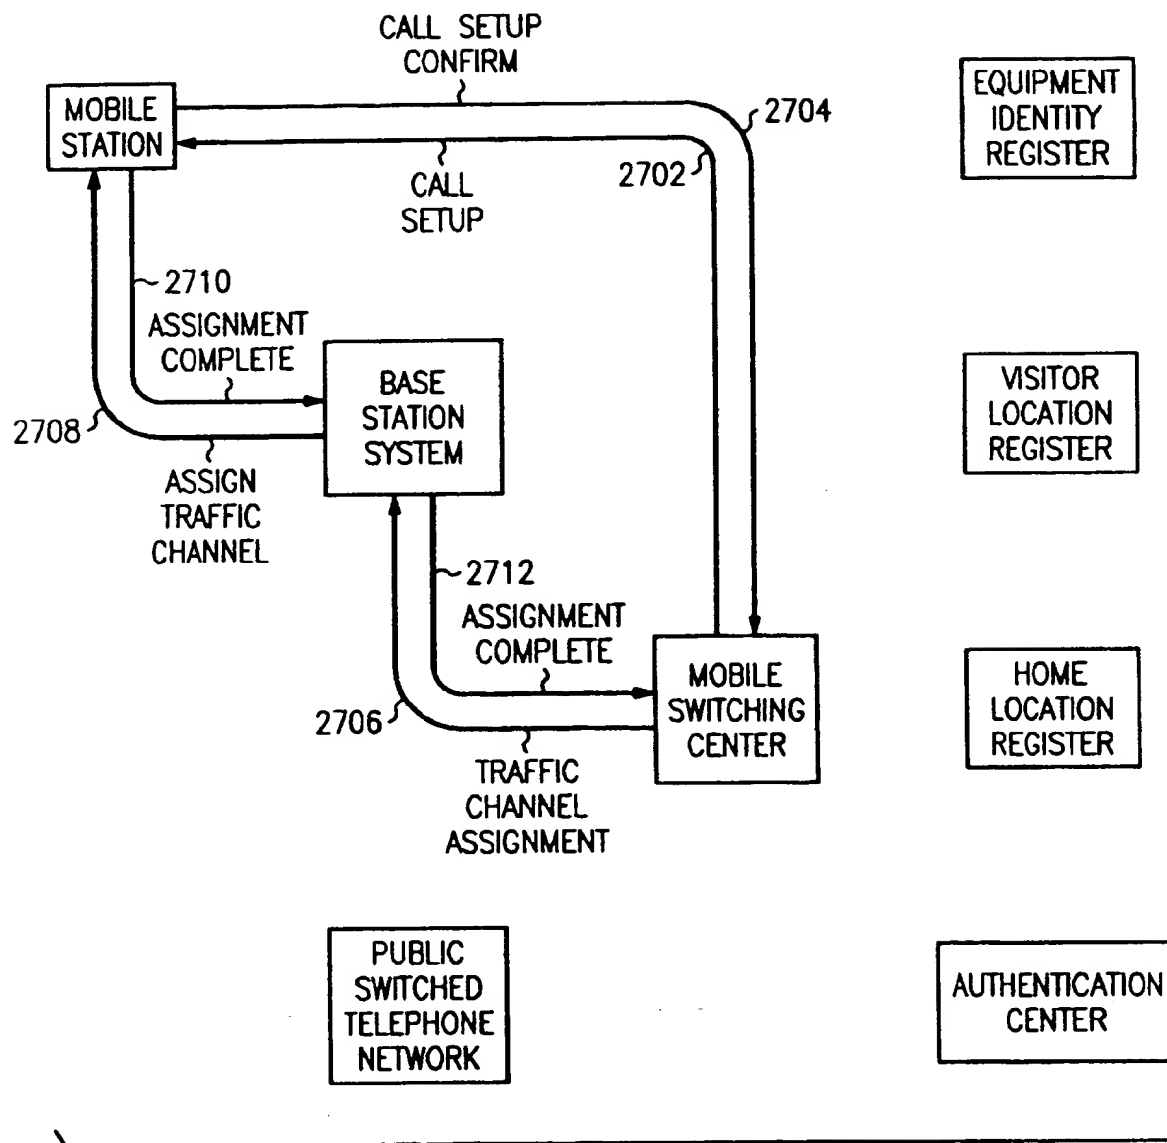 CALL SETUP
CONFIRM
MOBILE
STATION
2704
EQUIPMENT
IDENTITY
REGISTER
2702
CALL
SETUP
2710
ASSIGNMENT
COMPLETE
BASE
STATION
SYSTEM
VISITOR
LOCATION
REGISTER
2708
ASSIGN
TRAFFIC
CHANNEL
2712
ASSIGNMENT
COMPLETE
MOBILE
SWITCHING
CENTER
HOME
LOCATION
REGISTER
2706
TRAFFIC
CHANNEL
ASSIGNMENT
PUBLIC
SWITCHED
TELEPHONE
NETWORK
AUTHENTICATION
CENTER